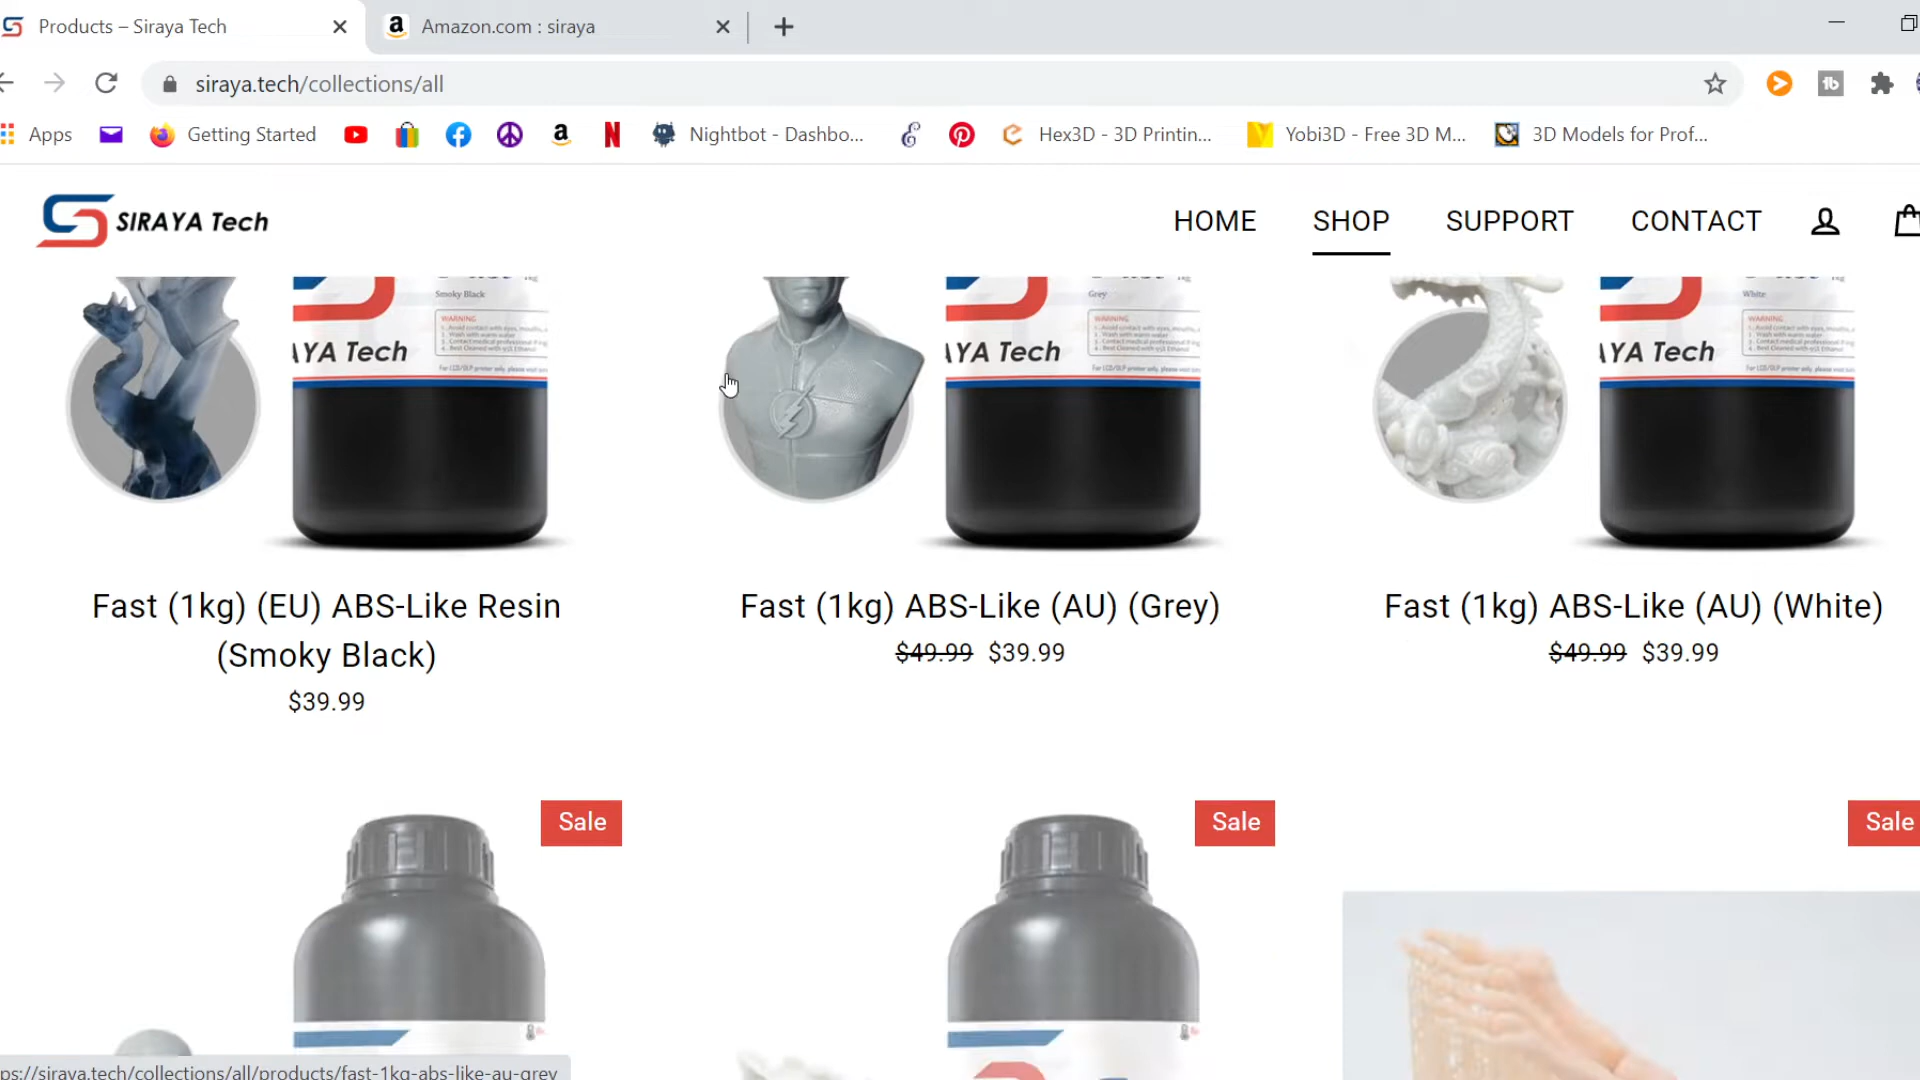 Products – Siraya Tech
Amazon.com : siraya
siraya.tech/collections/all
Apps
Getting Started
Nightbot - Dashbo...
Hex3D - 3D Printin...
Yobi3D - Free 3D M...
3D Models for Prof...
SIRAYA Tech
HOME
SHOP
SUPPORT
CONTACT
Smoky Black
WARNING
AYA Tech
Grey
WARNING
AYA Tech
White
WARNING
AYA Tech
Fast (1kg) (EU) ABS-Like Resin
(Smoky Black)
$39.99
Fast (1kg) ABS-Like (AU) (Grey)
$49.99 $39.99
Fast (1kg) ABS-Like (AU) (White)
$49.99 $39.99
Sale
Sale
Sale
ps://siraya.tech/collections/all/products/fast-1kg-abs-like-au-grey